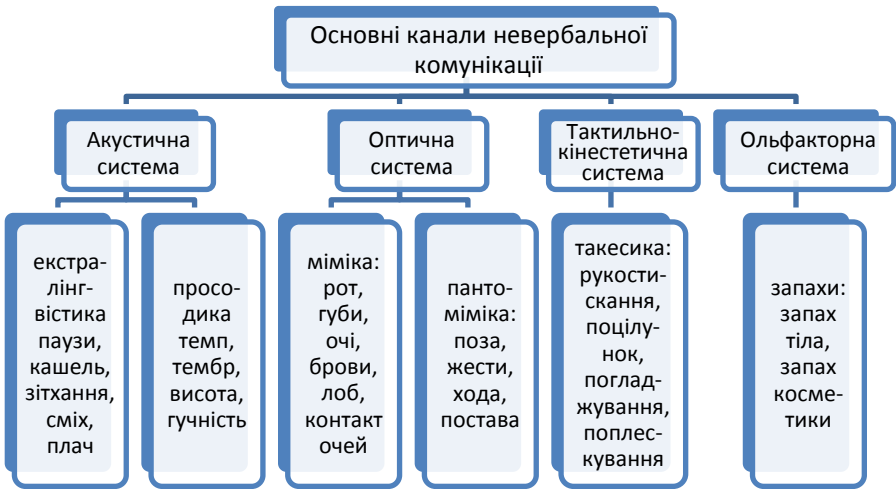 Основні канали невербальної
комунікації
Акустична
система
Оптична
система
Тактильно-
кінестетична
система
Ольфакторна
система
екстра-
лінг-
вістика
паузи,
кашель,
зітхання,
сміх,
плач
просо-
дика
темп,
тембр,
висота,
гучність
міміка:
рот,
губи,
очі,
брови,
лоб,
контакт
очей
панто-
міміка:
поза,
жести,
хода,
постава
такесика:
рукости-
скання,
поцілу-
нок,
поглад-
жування,
поплес-
кування
запахи:
запах
тіла,
запах
косме-
тики